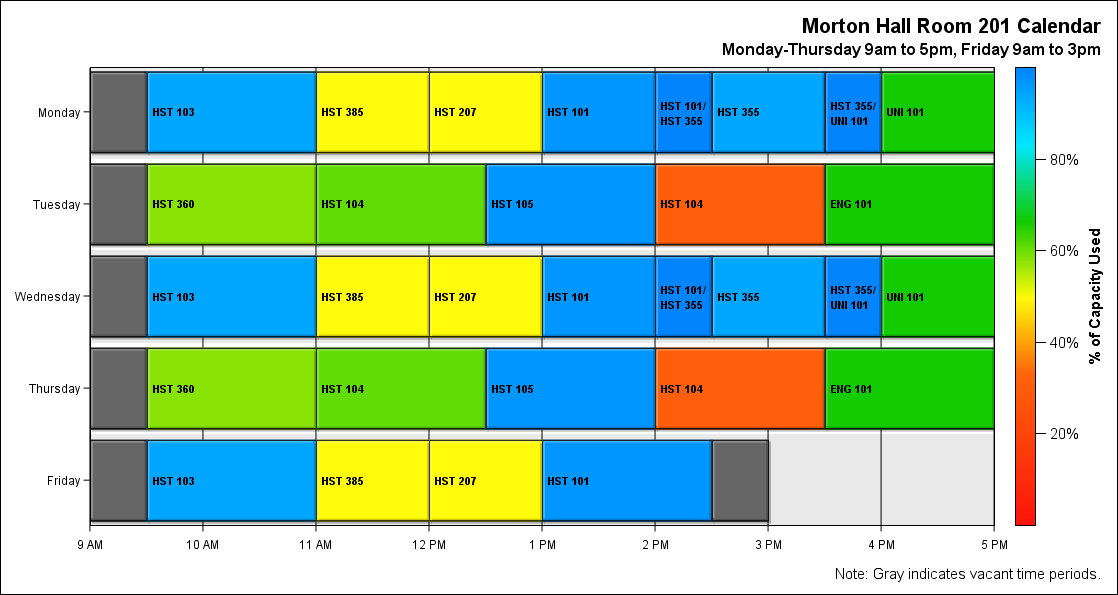 Morton Hall Room 201 Calendar
Monday-Thursday 9am to 5pm, Friday 9am to 3pm
Monday
HST 103
HST 385
HST 207
HST 101
HST 101/
HST 355
HST 355
HST 355/
UNI 101
UNI 101
Tuesday
HST 360
HST 104
HST 105
HST 104
ENG 101
Wednesday
HST 103
HST 385
HST 207
HST 101
HST 101/
HST 355
HST 355
HST 355/
UNI 101
UNI 101
Thursday
HST 360
HST 104
HST 105
HST 104
ENG 101
Friday
HST 103
HST 385
HST 207
HST 101
9 AM
10 AM
11 AM
12 PM
1 PM
2 PM
3 PM
4 PM
5 PM
80%
60%
40%
20%
% of Capacity Used
Note: Gray indicates vacant time periods.